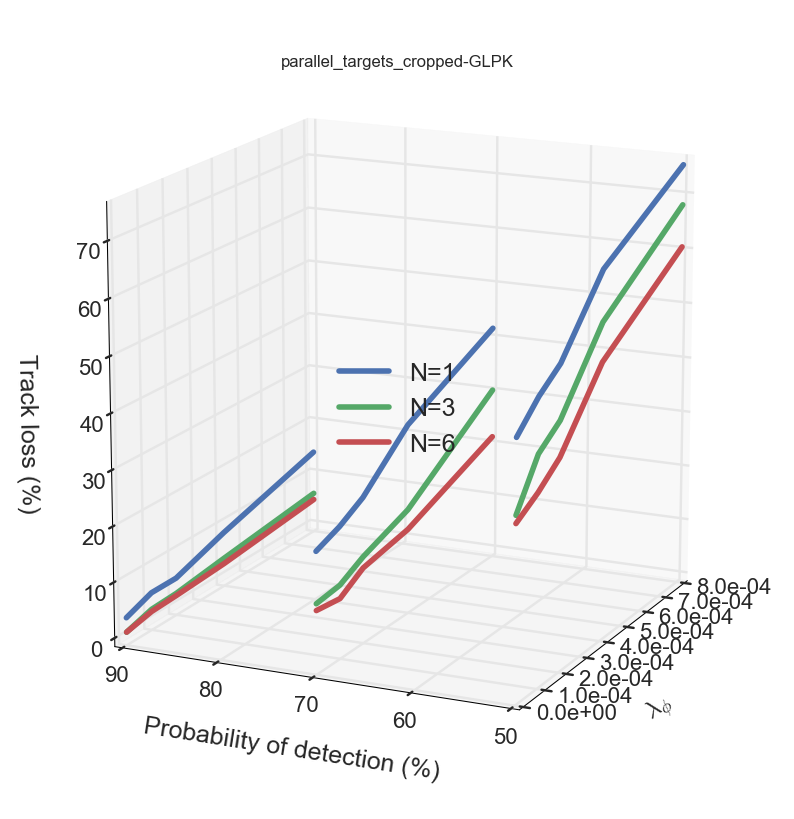 parallel_targets_cropped-GLPK
70
60
50
40
30
20
10
0
Track loss (%)
N=1
N=3
N=6
90
80
70
60
50
Probability of detection (%)
8.0e-04
7.0e-04
6.0e-04
5.0e-04
4.0e-04
3.0e-04
2.0e-04
1.0e-04
0.0e+00
λϕ